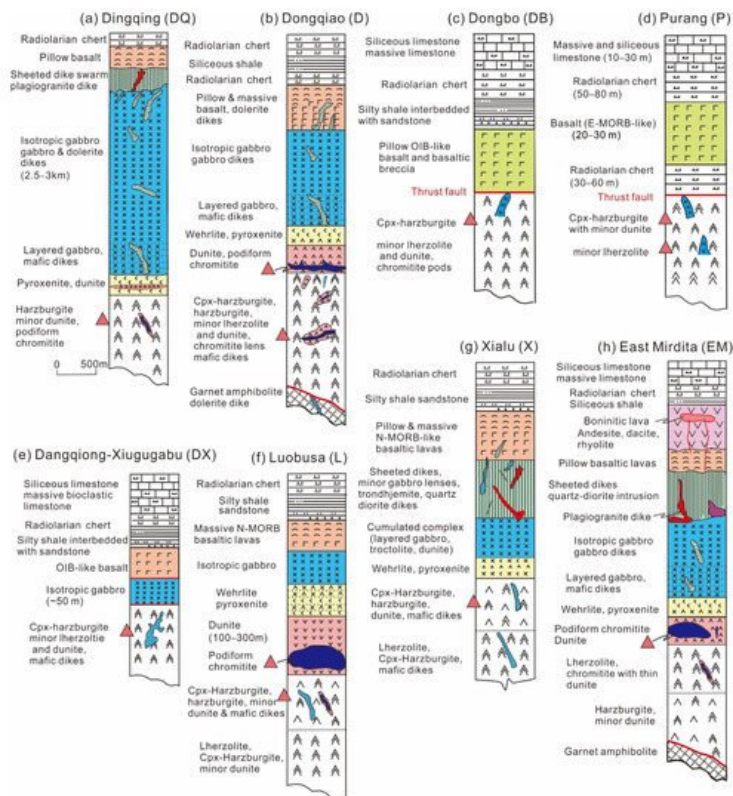 (a) Dingqing (DQ)
Radiolarian chert
Pillow basalt
Sheeted dike swarm
plagiogranite dike
Isotropic gabbro
gabbro & dolerite
dikes
(2.5–3km)
Layered gabbro,
mafic dikes
Pyroxenite, dunite
Harzburgite
minor dunite,
podiform
chromitite
0 500m
(b) Dongqiao (D)
Radiolarian chert
Siliceous shale
Radiolarian chert
Pillow & massive
basalt, dolerite
dikes
Isotropic gabbro
gabbro dikes
Layered gabbro,
mafic dikes
Wehrlite, pyroxenite
Dunite, podiform
chromitite
Cpx-harzburgite,
harzburgite,
minor lherzolite
and dunite,
chromitite lens
mafic dikes
Garnet amphibolite
dolerite dike
(c) Dongbo (DB)
Siliceous limestone
massive limestone
Radiolarian chert
Silty shale interbedded
with sandstone
Pillow OIB-like
basalt and basaltic
breccia
Thrust fault
Cpx-harzburgite
minor lherzolite
and dunite,
chromitite pods
(d) Purang (P)
Massive and siliceous
limestone (10–30 m)
Radiolarian chert
(50–80 m)
Basalt (E-MORB-like)
(20–30 m)
Radiolarian chert
(30–60 m)
Thrust fault
Cpx-harzburgite
with minor dunite
minor lherzolite
(e) Dangqiong-Xiugugabu (DX)
Siliceous limestone
massive bioclastic
limestone
Radiolarian chert
Silty shale interbedded
with sandstone
OIB-like basalt
Isotropic gabbro
(~50 m)
Cpx-harzburgite
minor lherzoltie
and dunite,
mafic dikes
(f) Luobusa (L)
Radiolarian chert
Silty shale
sandstone
Massive N-MORB
basaltic lavas
Isotropic gabbro
Wehrlite
pyroxenite
Dunite
(100–300m)
Podiform
chromitite
Cpx-Harzburgite,
harzburgite, minor
dunite & mafic dikes
Lherzolite,
Cpx-Harzburgite,
minor dunite
(g) Xialu (X)
Radiolarian chert
Silty shale sandstone
Pillow & massive
N-MORB-like
basaltic lavas
Sheeted dikes,
minor gabbro lenses,
trondhjemite, quartz
diorite dikes
Cumulated complex
(layered gabbro,
troctolite, dunite)
Wehrlite, pyroxenite
Cpx-Harzburgite,
harzburgite,
dunite, mafic dikes
Lherzolite,
Cpx-Harzburgite,
mafic dikes
(h) East Mirdita (EM)
Siliceous limestone
massive limestone
Radiolarian chert
Siliceous shale
Boninitic lava
Andesite, dacite,
rhyolite
Pillow basaltic lavas
Sheeted dikes
quartz-diorite intrusion
Plagiogranite dike
Isotropic gabbro
gabbro dikes
Layered gabbro,
mafic dikes
Wehrlite, pyroxenite
Podiform chromitite
Dunite
Lherzolite,
chromitite with thin
dunite
Harzburgite,
minor dunite
Garnet amphibolite